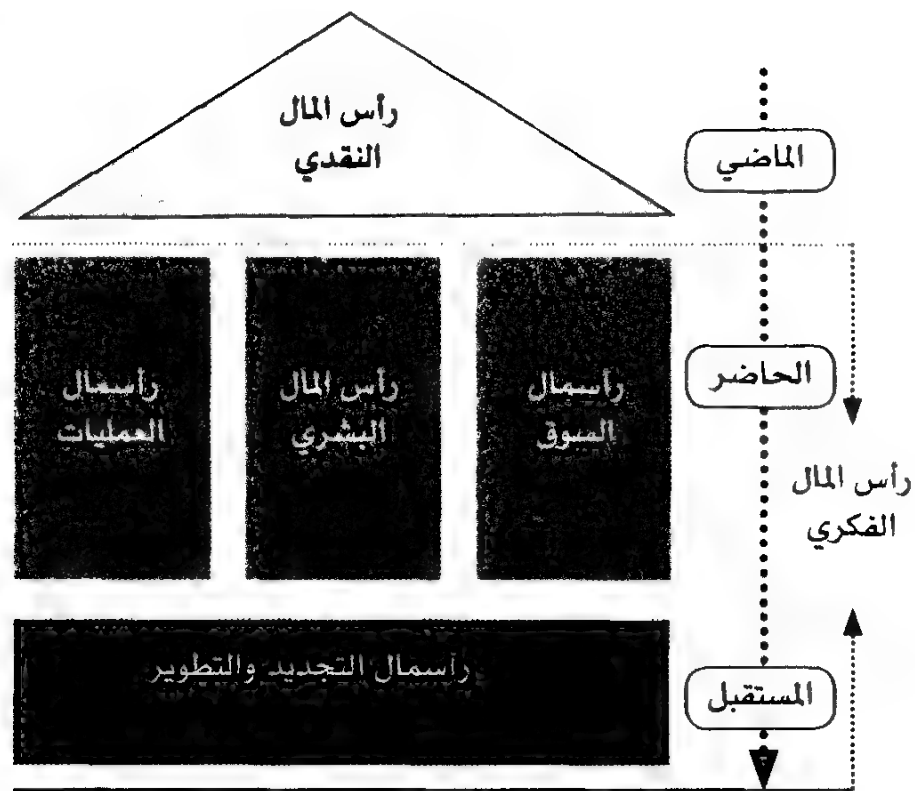 رأس المال
النقدي
الماضي
رأسمال
السوق
رأس المال
البشري
رأسمال
العمليات
الحاضر
رأس المال
الفكري
رأسمال التجديد والتطوير
المستقبل